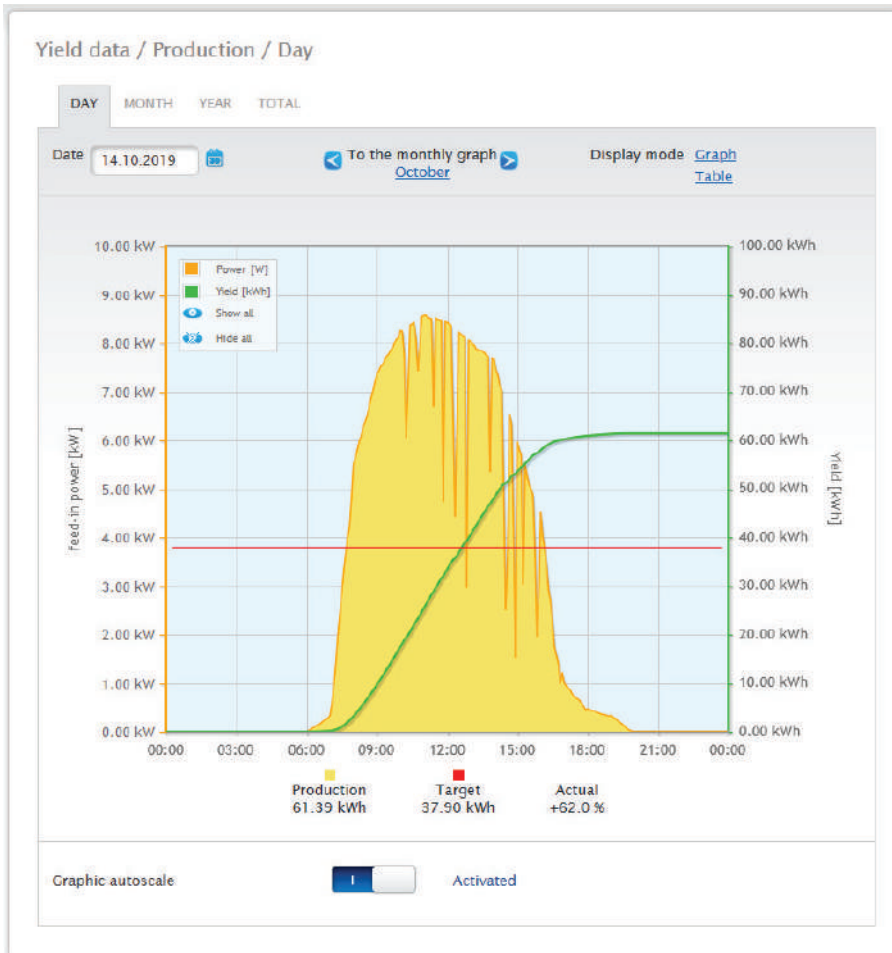 Yield data / Production / Day
DAY MONTH YEAR TOTAL
Date 14.10.2019 To the monthly graph Display mode Graph
October Table
10.00 kW 100.00 kWh
Power [W]
Yield [kWh]
9.00 kW 90.00 kWh
Show all
Hide all
8.00 kW 80.00 kWh
7.00 kW 70.00 kWh
6.00 kW 60.00 kWh
5.00 kW 50.00 kWh
feed-in power [kW] Yield [kWh]
4.00 kW 40.00 kWh
3.00 kW 30.00 kWh
2.00 kW 20.00 kWh
1.00 kW 10.00 kWh
0.00 kW 0.00 kWh
00:00 03:00 06:00 09:00 12:00 15:00 18:00 21:00 00:00
Production Target Actual
61.39 kWh 37.90 kWh +62.0 %
Graphic autoscale I Activated